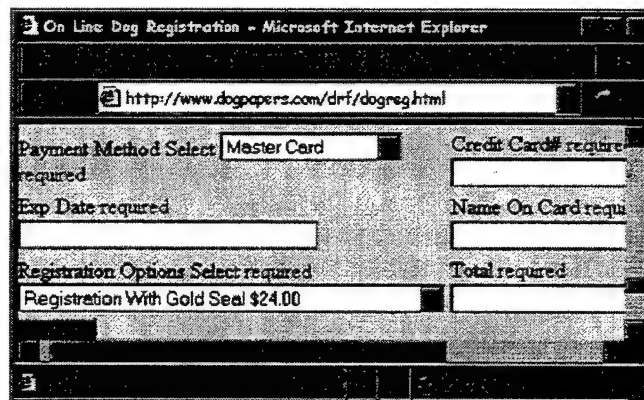 On Line Dog Registration - Microsoft Internet Explorer
http://www.dogpapers.com/drf/dogreg.html
Payment Method Select Master Card Credit Card# require
required
Exp Date required Name On Card requi
Registration Options Select required Total required
Registration With Gold Seal $24.00